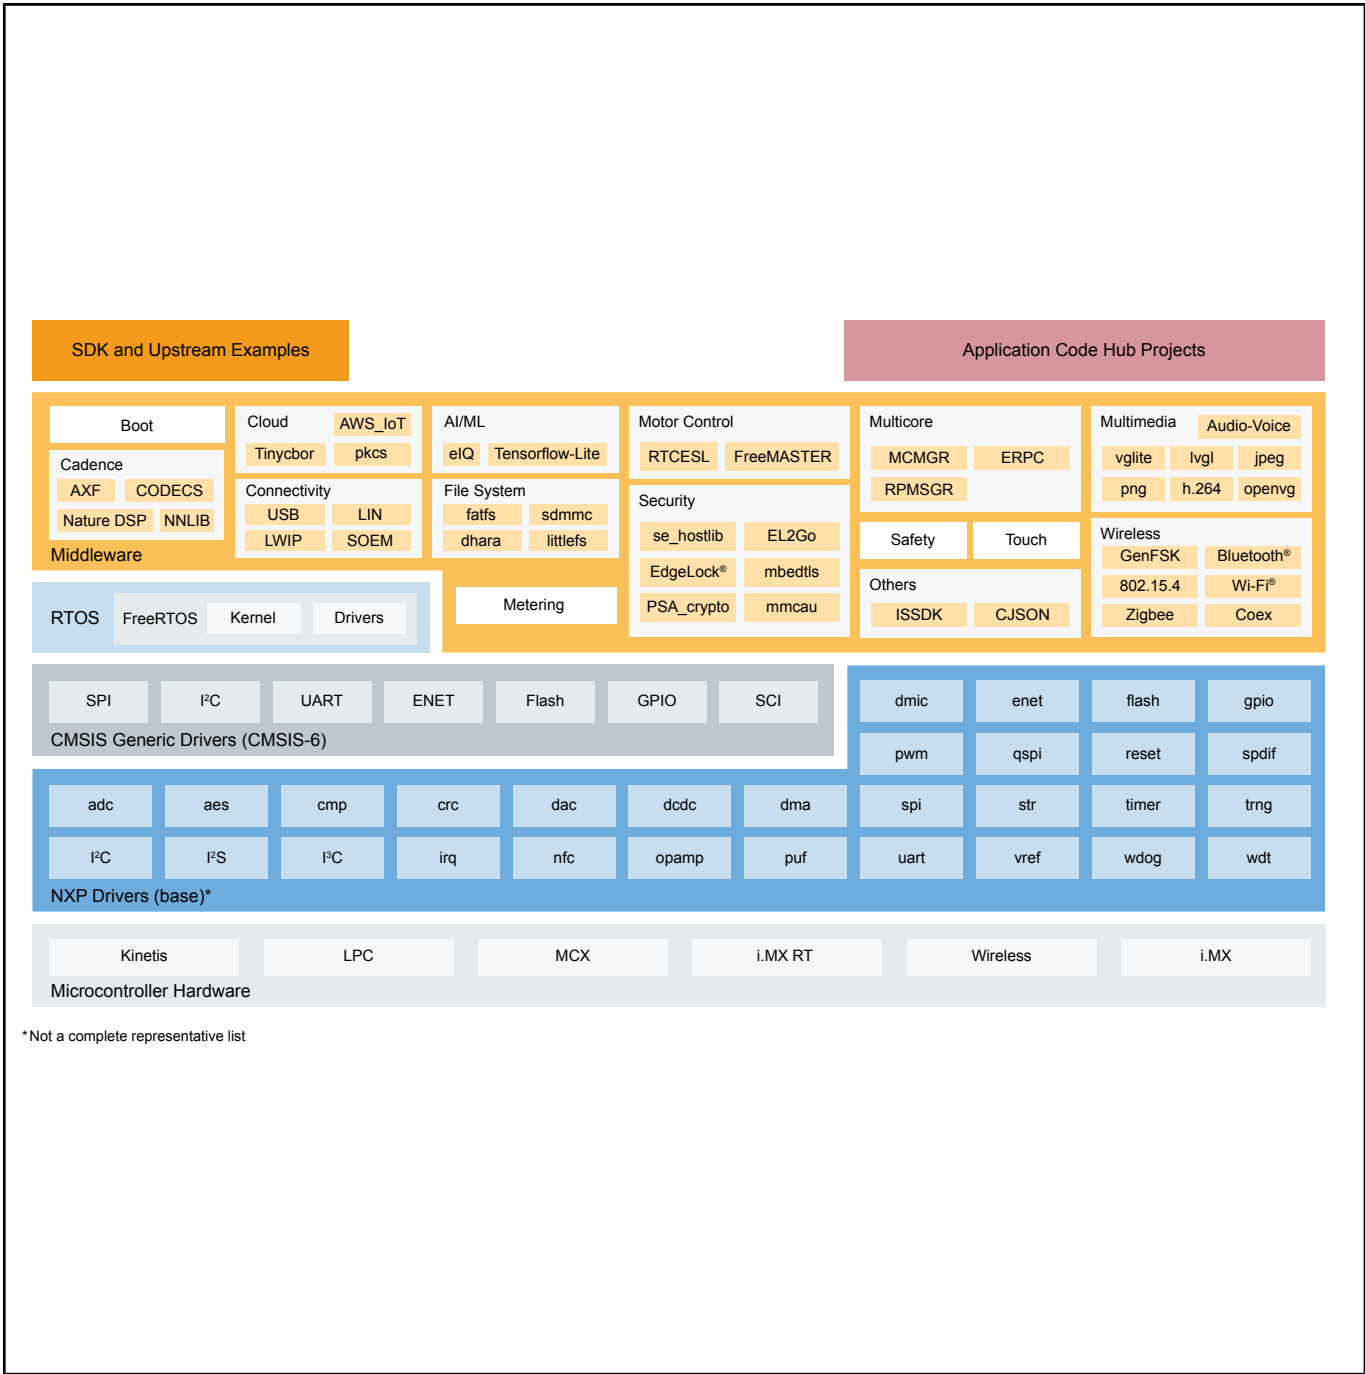 SDK and Upstream Examples
Application Code Hub Projects
Boot
Cadence
AXF CODECS
Nature DSP NNLIB
Middleware
Cloud AWS_IoT
Tinycbor pkcs
Connectivity
USB LIN
LWIP SOEM
AI/ML
eIQ Tensorflow-Lite
File System
fatfs sdmmc
dhara littlefs
Metering
Motor Control
RTCESL FreeMASTER
Security
se_hostlib EL2Go
EdgeLock® mbedtls
PSA_crypto mmcau
Multicore
MCMGR ERPC
RPMSGR
Safety Touch
Others
ISSDK CJSON
Multimedia Audio-Voice
vglite lvgl jpeg
png h.264 openvg
Wireless
GenFSK Bluetooth®
802.15.4 Wi-Fi®
Zigbee Coex
RTOS FreeRTOS Kernel Drivers
SPI I²C UART ENET Flash GPIO SCI
CMSIS Generic Drivers (CMSIS-6)
dmic enet flash gpio
pwm qspi reset spdif
adc aes cmp crc dac dcdc dma spi str timer trng
I²C I²S I³C irq nfc opamp puf uart vref wdog wdt
NXP Drivers (base)*
Kinetis LPC MCX i.MX RT Wireless i.MX
Microcontroller Hardware
*Not a complete representative list